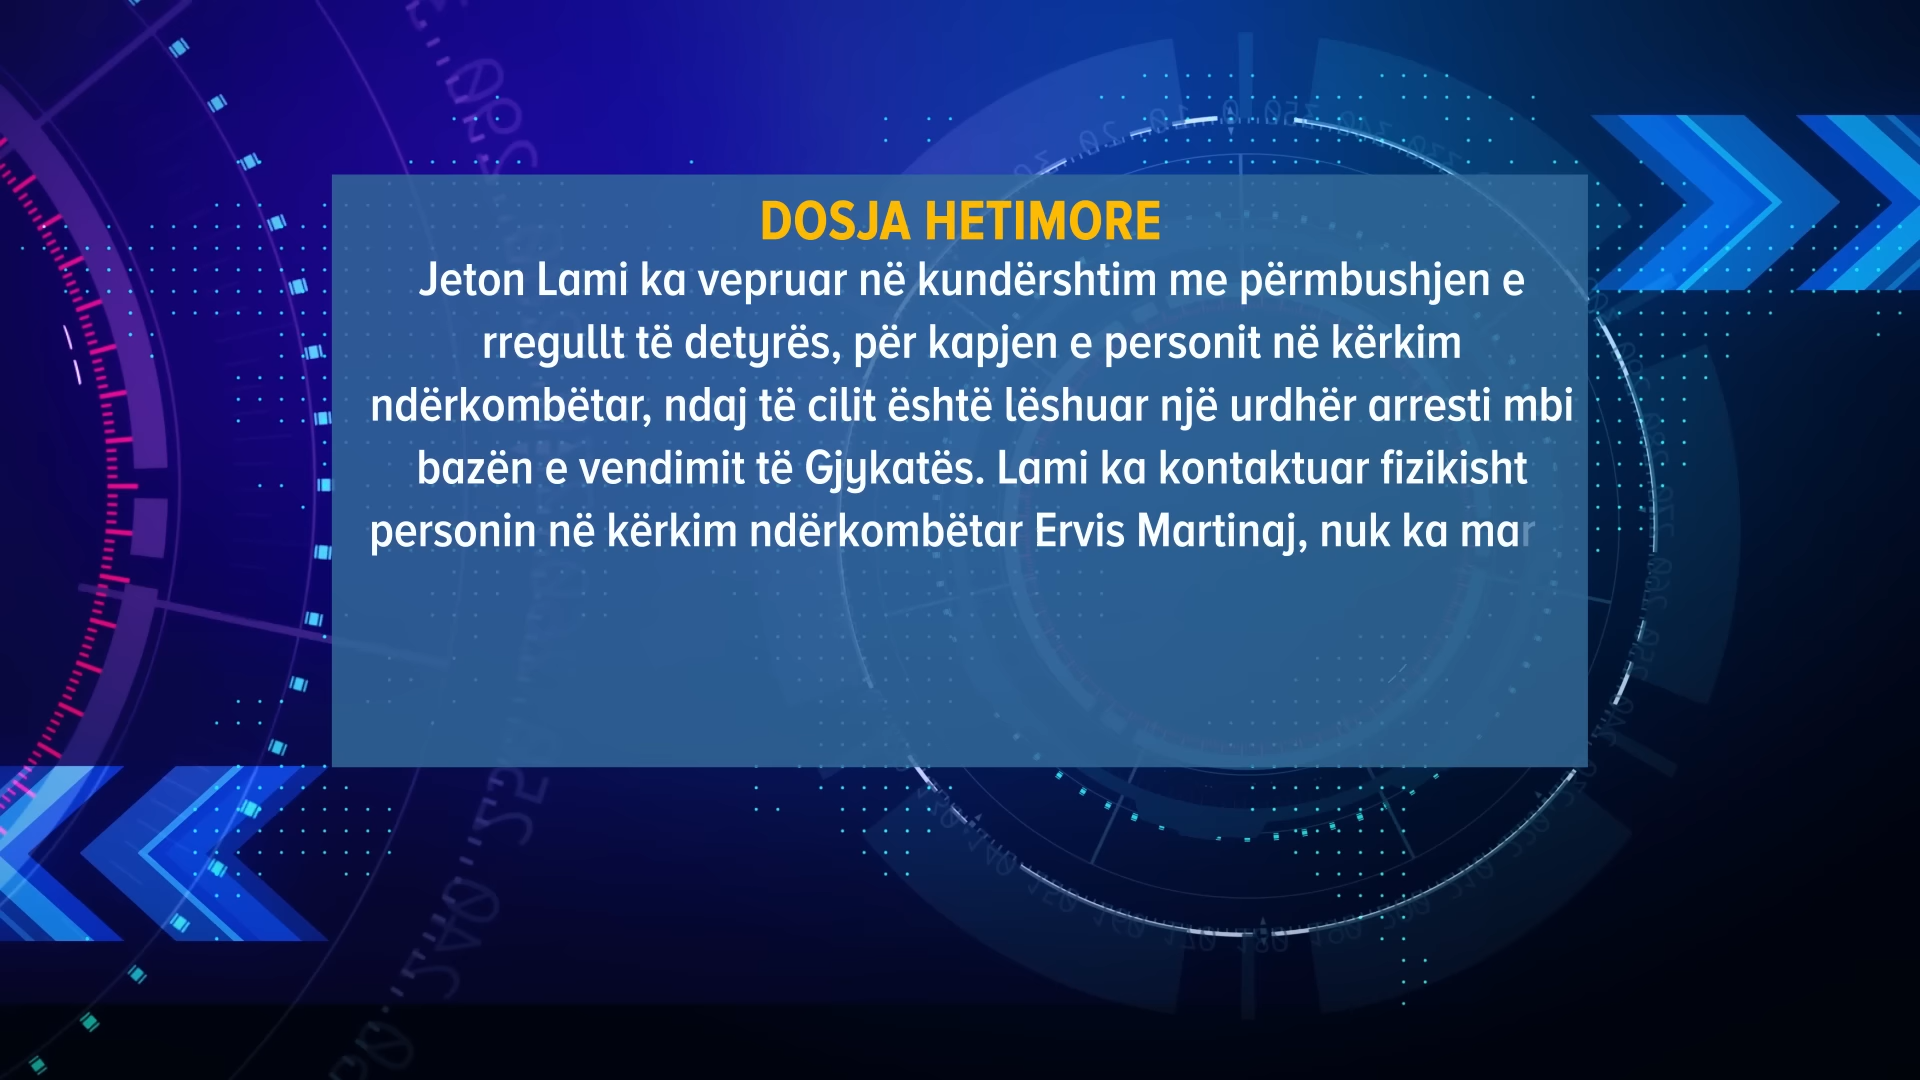 DOSJA HETIMORE
Jeton Lami ka vepruar në kundërshtim me përmbushjen e
rregullt të detyrës, për kapjen e personit në kërkim
ndërkombëtar, ndaj të cilit është lëshuar një urdhër arresti mbi
bazën e vendimit të Gjykatës. Lami ka kontaktuar fizikisht
personin në kërkim ndërkombëtar Ervis Martinaj, nuk ka mar